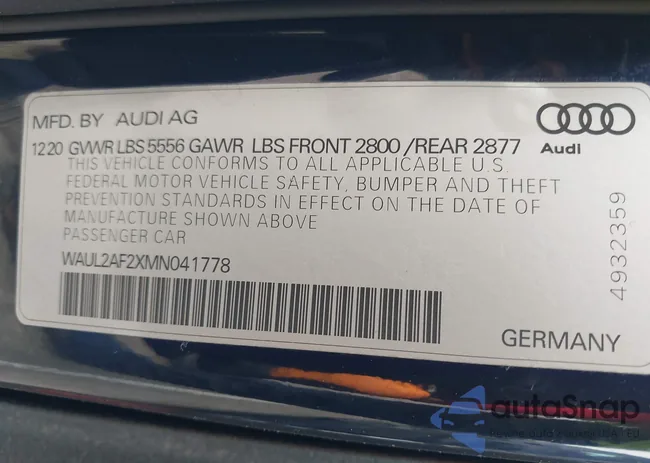 MFD. BY AUDI AG
12 20 GVWR LBS 5556 GAWR LBS FRONT 2800 /REAR 2877
THIS VEHICLE CONFORMS TO ALL APPLICABLE U.S.
FEDERAL MOTOR VEHICLE SAFETY, BUMPER AND THEFT
PREVENTION STANDARDS IN EFFECT ON THE DATE OF
MANUFACTURE SHOWN ABOVE
PASSENGER CAR
WAUL2AF2XMN041778
Audi
4932359
GERMANY
autoSnap